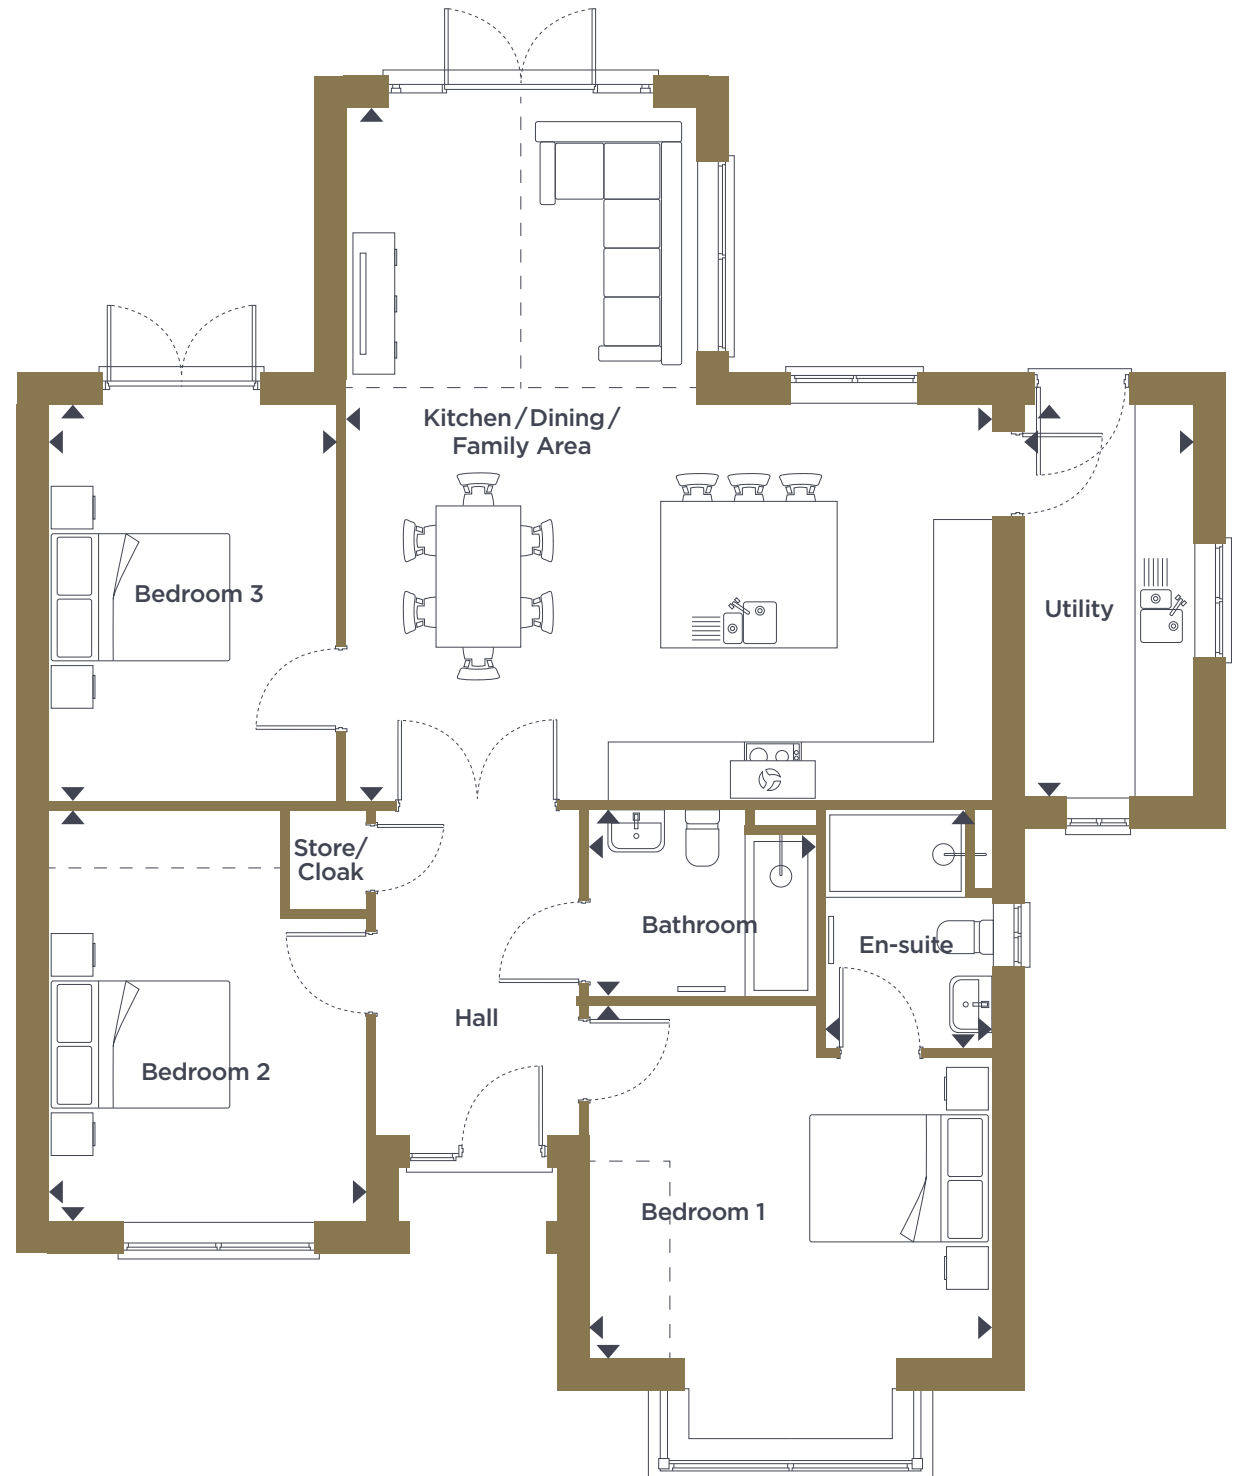 Kitchen/Dining/
Family Area
Bedroom 3
Utility
Store/
Cloak
Bathroom
En-suite
Hall
Bedroom 2
Bedroom 1